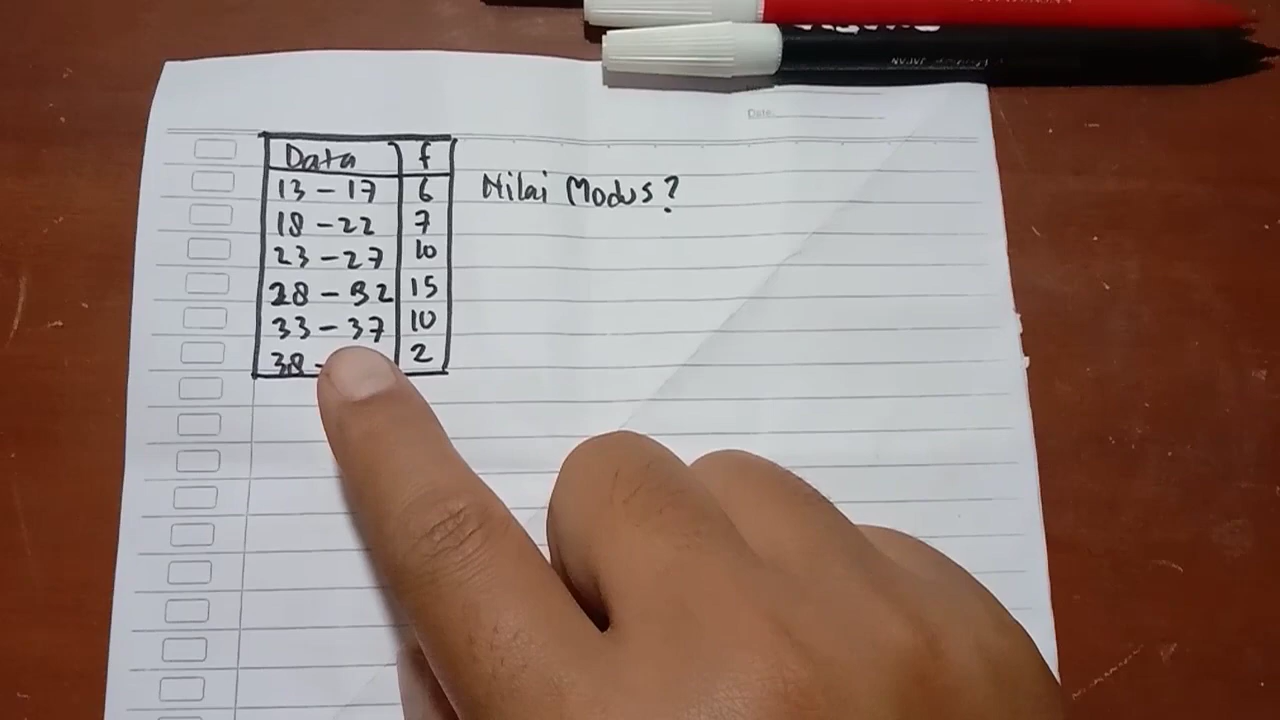 Date:
Data f
13 - 17 6
18 - 22 7
23 - 27 10
28 - 32 15
33 - 37 10
38 - 2
Nilai Modus?